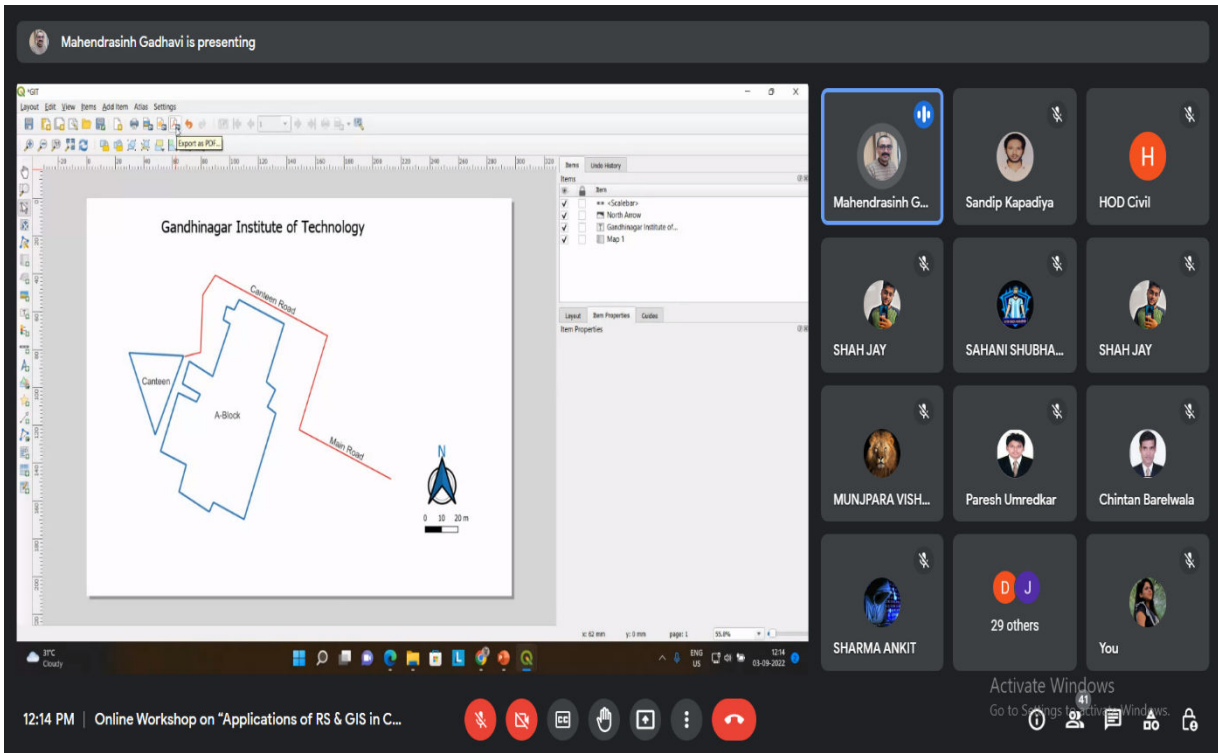 Mahendrasinh Gadhavi is presenting
*GIT
Layout Edit View Items Add Item Atlas Settings
Export as PDF...
Items Undo History
Items
Item
<Scalebar>
North Arrow
Gandhinagar Institute of...
Map 1
Layout Item Properties Guides
Item Properties
Gandhinagar Institute of Technology
Canteen Road
Canteen
A-Block
Main Road
N
0 10 20 m
x: 62 mm y: 0 mm page: 1 55.8%
31°C
Cloudy
ENG
US
12:14
03-09-2022
Mahendrasinh G...
Sandip Kapadiya
H
HOD Civil
SHAH JAY
SAHANI SHUBHA...
SHAH JAY
MUNJPARA VISH...
Paresh Umredkar
Chintan Barelwala
SHARMA ANKIT
D J
29 others
You
Activate Windows
Go to Settings to activate Windows.
41
12:14 PM | Online Workshop on "Applications of RS & GIS in C...
CC